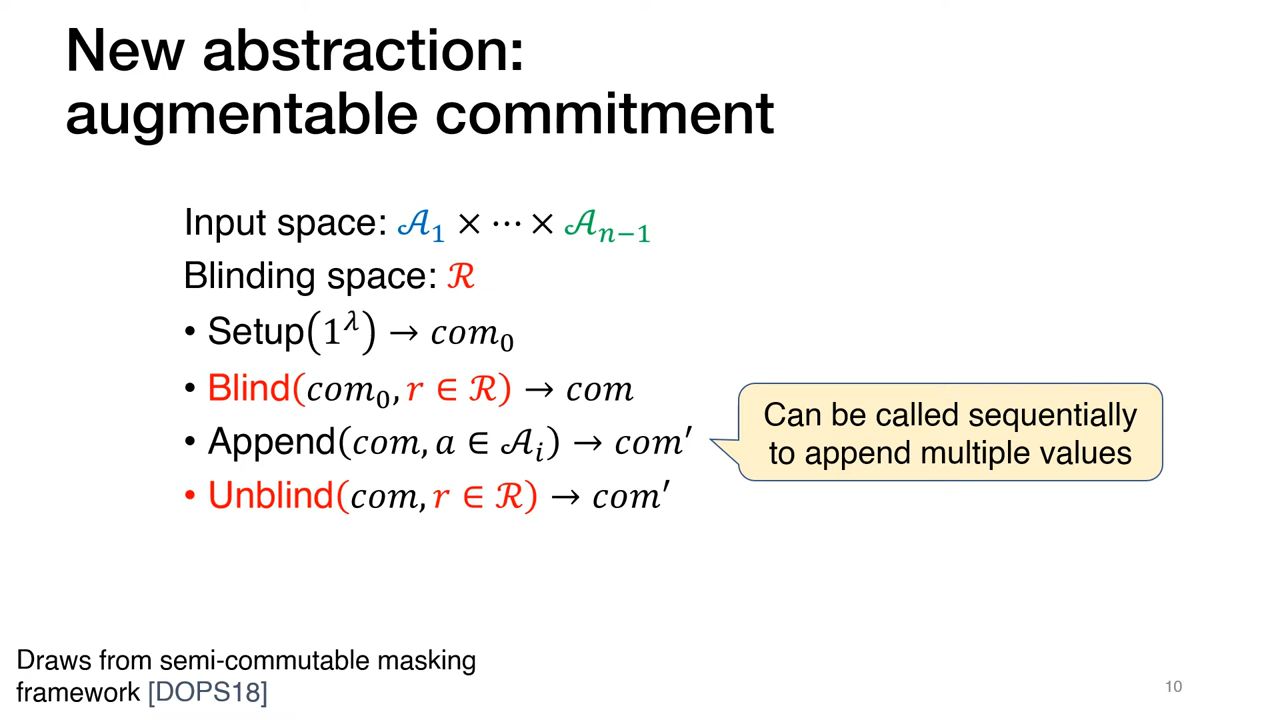 New abstraction:
augmentable commitment
Input space: 𝒜₁ × ⋯ × 𝒜ₙ₋₁
Blinding space: ℛ
• Setup(1^λ) → com₀
• Blind(com₀, r ∈ ℛ) → com
• Append(com, a ∈ 𝒜ᵢ) → com′
• Unblind(com, r ∈ ℛ) → com′
Can be called sequentially
to append multiple values
Draws from semi-commutable masking
framework [DOPS18]
10